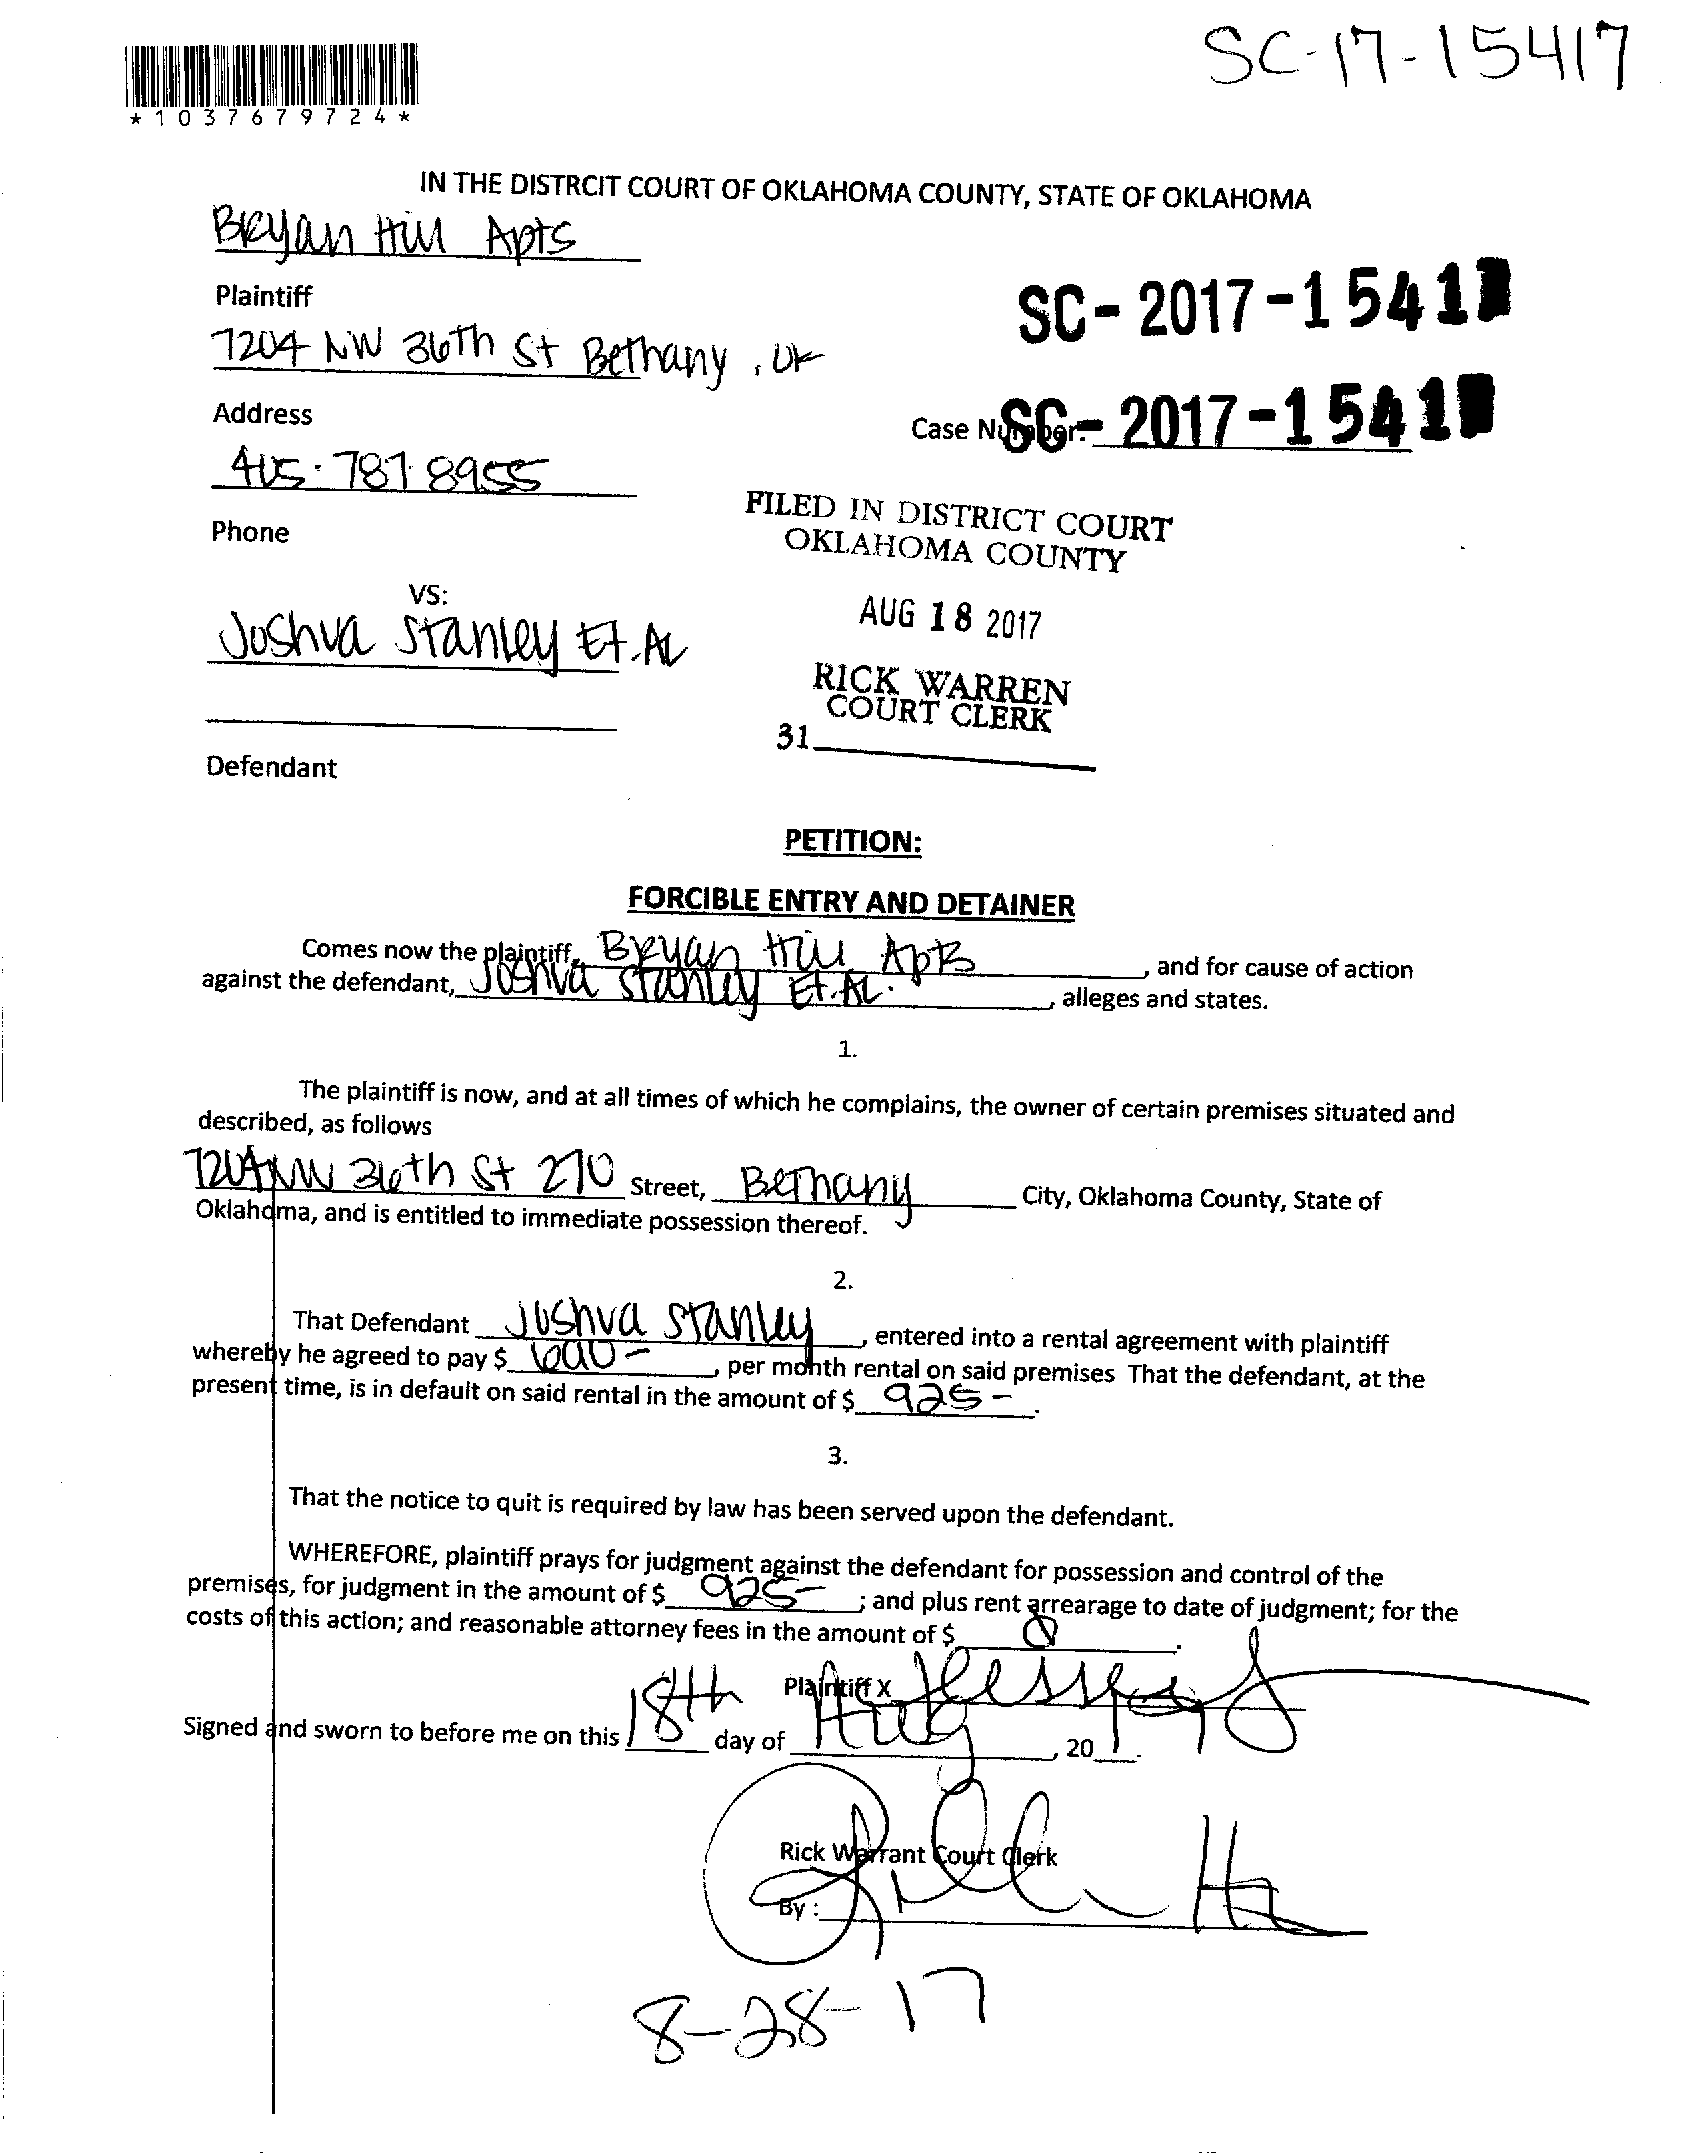 SC-17-15417
*1037679724*
IN THE DISTRCIT COURT OF OKLAHOMA COUNTY, STATE OF OKLAHOMA
Bryan Hill Apts
Plaintiff
SC-2017-1541
7204 NW 36th St Bethany, OK
Address
Case Number: SC-2017-1541
405-787-8955
FILED IN DISTRICT COURT
OKLAHOMA COUNTY
Phone
VS:
AUG 18 2017
Joshua Stanley Et.AL
RICK WARREN
COURT CLERK
31
Defendant
PETITION:
FORCIBLE ENTRY AND DETAINER
Comes now the plaintiff, Bryan Hill Apts, and for cause of action
against the defendant, Joshua Stanley Et.AL., alleges and states.
1.
The plaintiff is now, and at all times of which he complains, the owner of certain premises situated and
described, as follows
7204 NW 36th St 270 Street, Bethany City, Oklahoma County, State of
Oklahoma, and is entitled to immediate possession thereof.
2.
That Defendant Joshua Stanley, entered into a rental agreement with plaintiff
whereby he agreed to pay $ , per month rental on said premises That the defendant, at the
present time, is in default on said rental in the amount of $ 925-.
3.
That the notice to quit is required by law has been served upon the defendant.
WHEREFORE, plaintiff prays for judgment against the defendant for possession and control of the
premises, for judgment in the amount of $ 925- ; and plus rent arrearage to date of judgment; for the
costs of this action; and reasonable attorney fees in the amount of $ .
Plaintiff X
Signed and sworn to before me on this 18th day of Aug, 20 .
Rick Warrant Court Clerk
By :
8-28-17